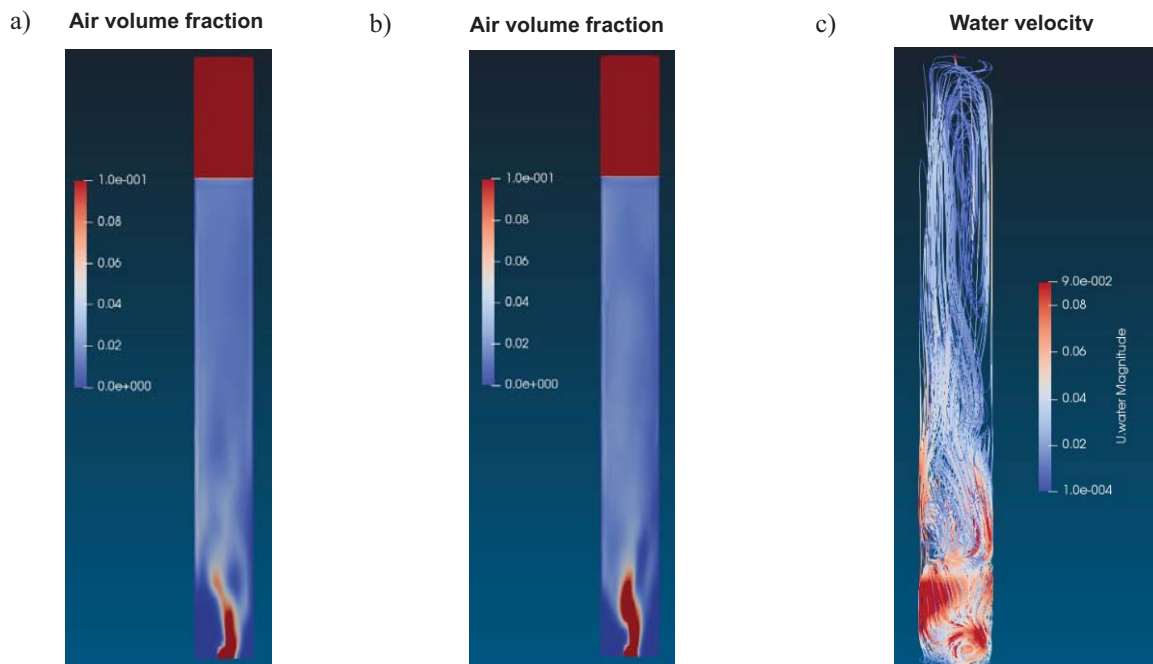 a)
Air volume fraction
1.0e-001
0.08
0.06
0.04
0.02
0.0e+000
b)
Air volume fraction
1.0e-001
0.08
0.06
0.04
0.02
0.0e+000
c)
Water velocity
9.0e-002
0.08
0.06
0.04
0.02
1.0e-004
U.water Magnitude